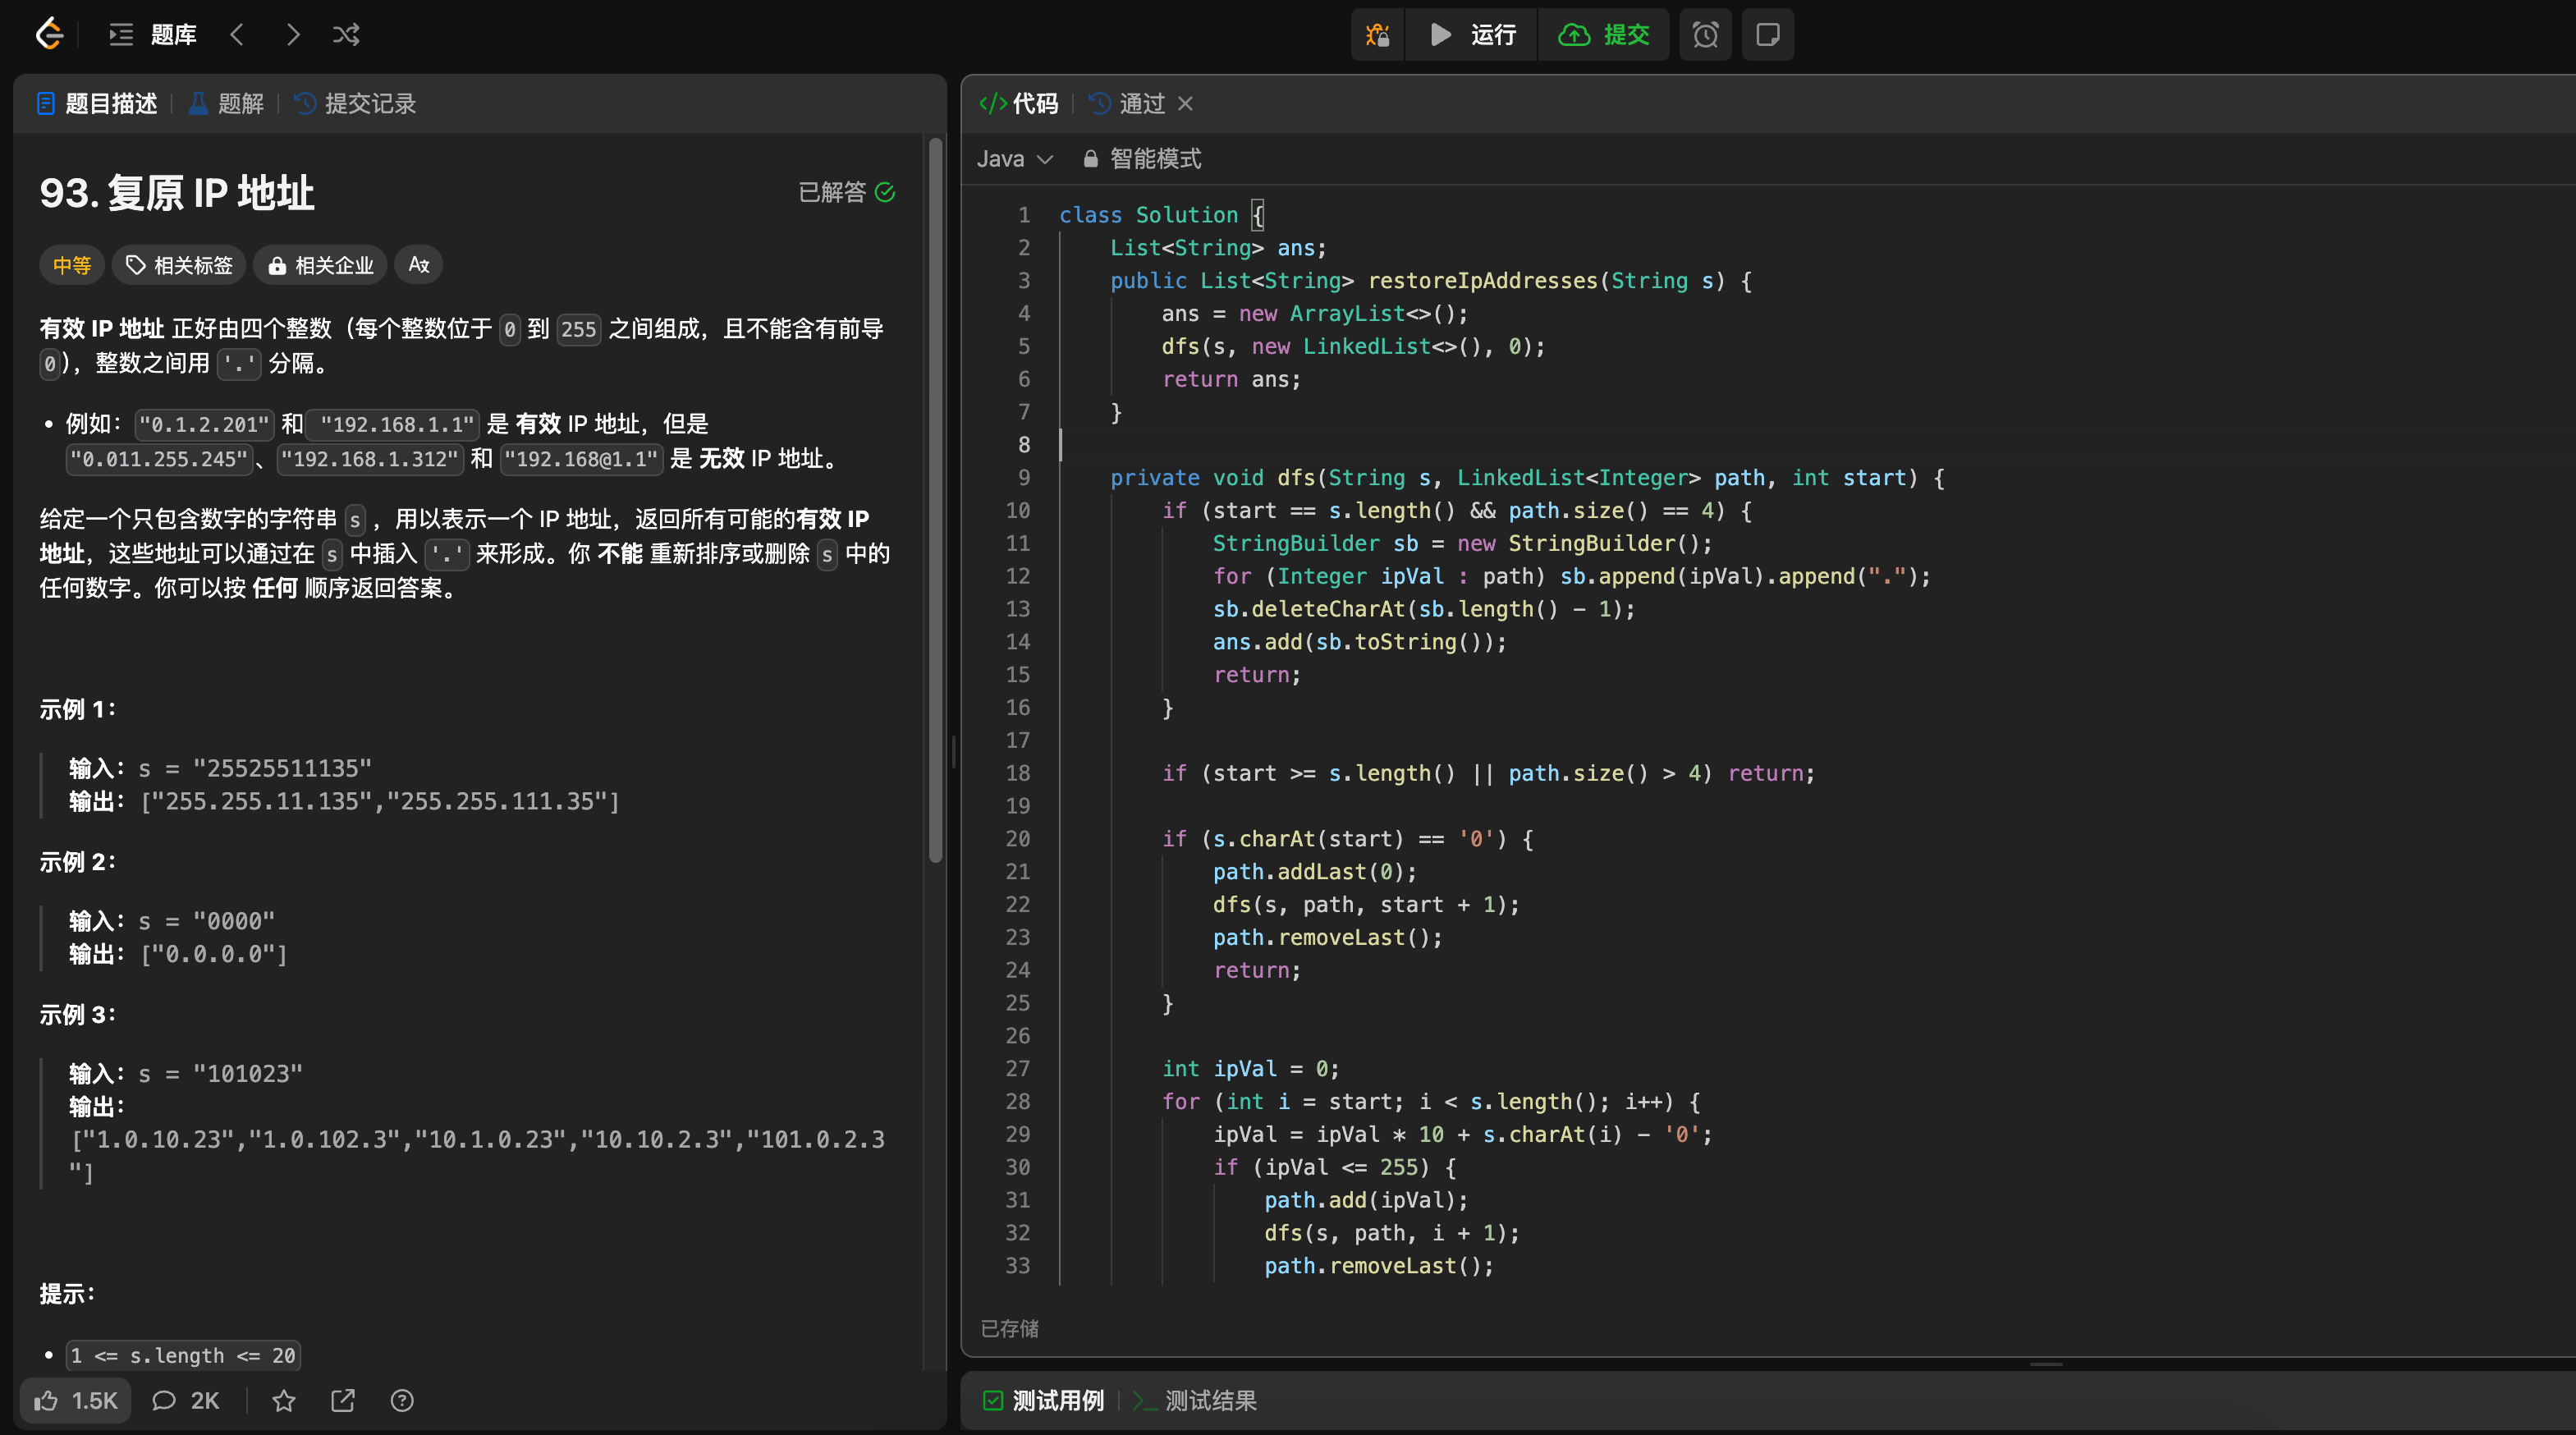 题库
运行
提交
题目描述
题解
提交记录
93. 复原 IP 地址
已解答
中等
相关标签
相关企业
有效 IP 地址 正好由四个整数（每个整数位于 0 到 255 之间组成，且不能含有前导
0），整数之间用 '.' 分隔。
• 例如："0.1.2.201" 和 "192.168.1.1" 是 有效 IP 地址，但是
"0.011.255.245"、"192.168.1.312" 和 "192.168@1.1" 是 无效 IP 地址。
给定一个只包含数字的字符串 s ，用以表示一个 IP 地址，返回所有可能的有效 IP
地址，这些地址可以通过在 s 中插入 '.' 来形成。你 不能 重新排序或删除 s 中的
任何数字。你可以按 任何 顺序返回答案。
示例 1：
输入：s = "25525511135"
输出：["255.255.11.135","255.255.111.35"]
示例 2：
输入：s = "0000"
输出：["0.0.0.0"]
示例 3：
输入：s = "101023"
输出：
["1.0.10.23","1.0.102.3","10.1.0.23","10.10.2.3","101.0.2.3
"]
提示：
• 1 <= s.length <= 20
1.5K
2K
</> 代码
通过
Java
智能模式
1 class Solution {
2 List<String> ans;
3 public List<String> restoreIpAddresses(String s) {
4 ans = new ArrayList<>();
5 dfs(s, new LinkedList<>(), 0);
6 return ans;
7 }
8
9 private void dfs(String s, LinkedList<Integer> path, int start) {
10 if (start == s.length() && path.size() == 4) {
11 StringBuilder sb = new StringBuilder();
12 for (Integer ipVal : path) sb.append(ipVal).append(".");
13 sb.deleteCharAt(sb.length() - 1);
14 ans.add(sb.toString());
15 return;
16 }
17
18 if (start >= s.length() || path.size() > 4) return;
19
20 if (s.charAt(start) == '0') {
21 path.addLast(0);
22 dfs(s, path, start + 1);
23 path.removeLast();
24 return;
25 }
26
27 int ipVal = 0;
28 for (int i = start; i < s.length(); i++) {
29 ipVal = ipVal * 10 + s.charAt(i) - '0';
30 if (ipVal <= 255) {
31 path.add(ipVal);
32 dfs(s, path, i + 1);
33 path.removeLast();
已存储
测试用例
测试结果